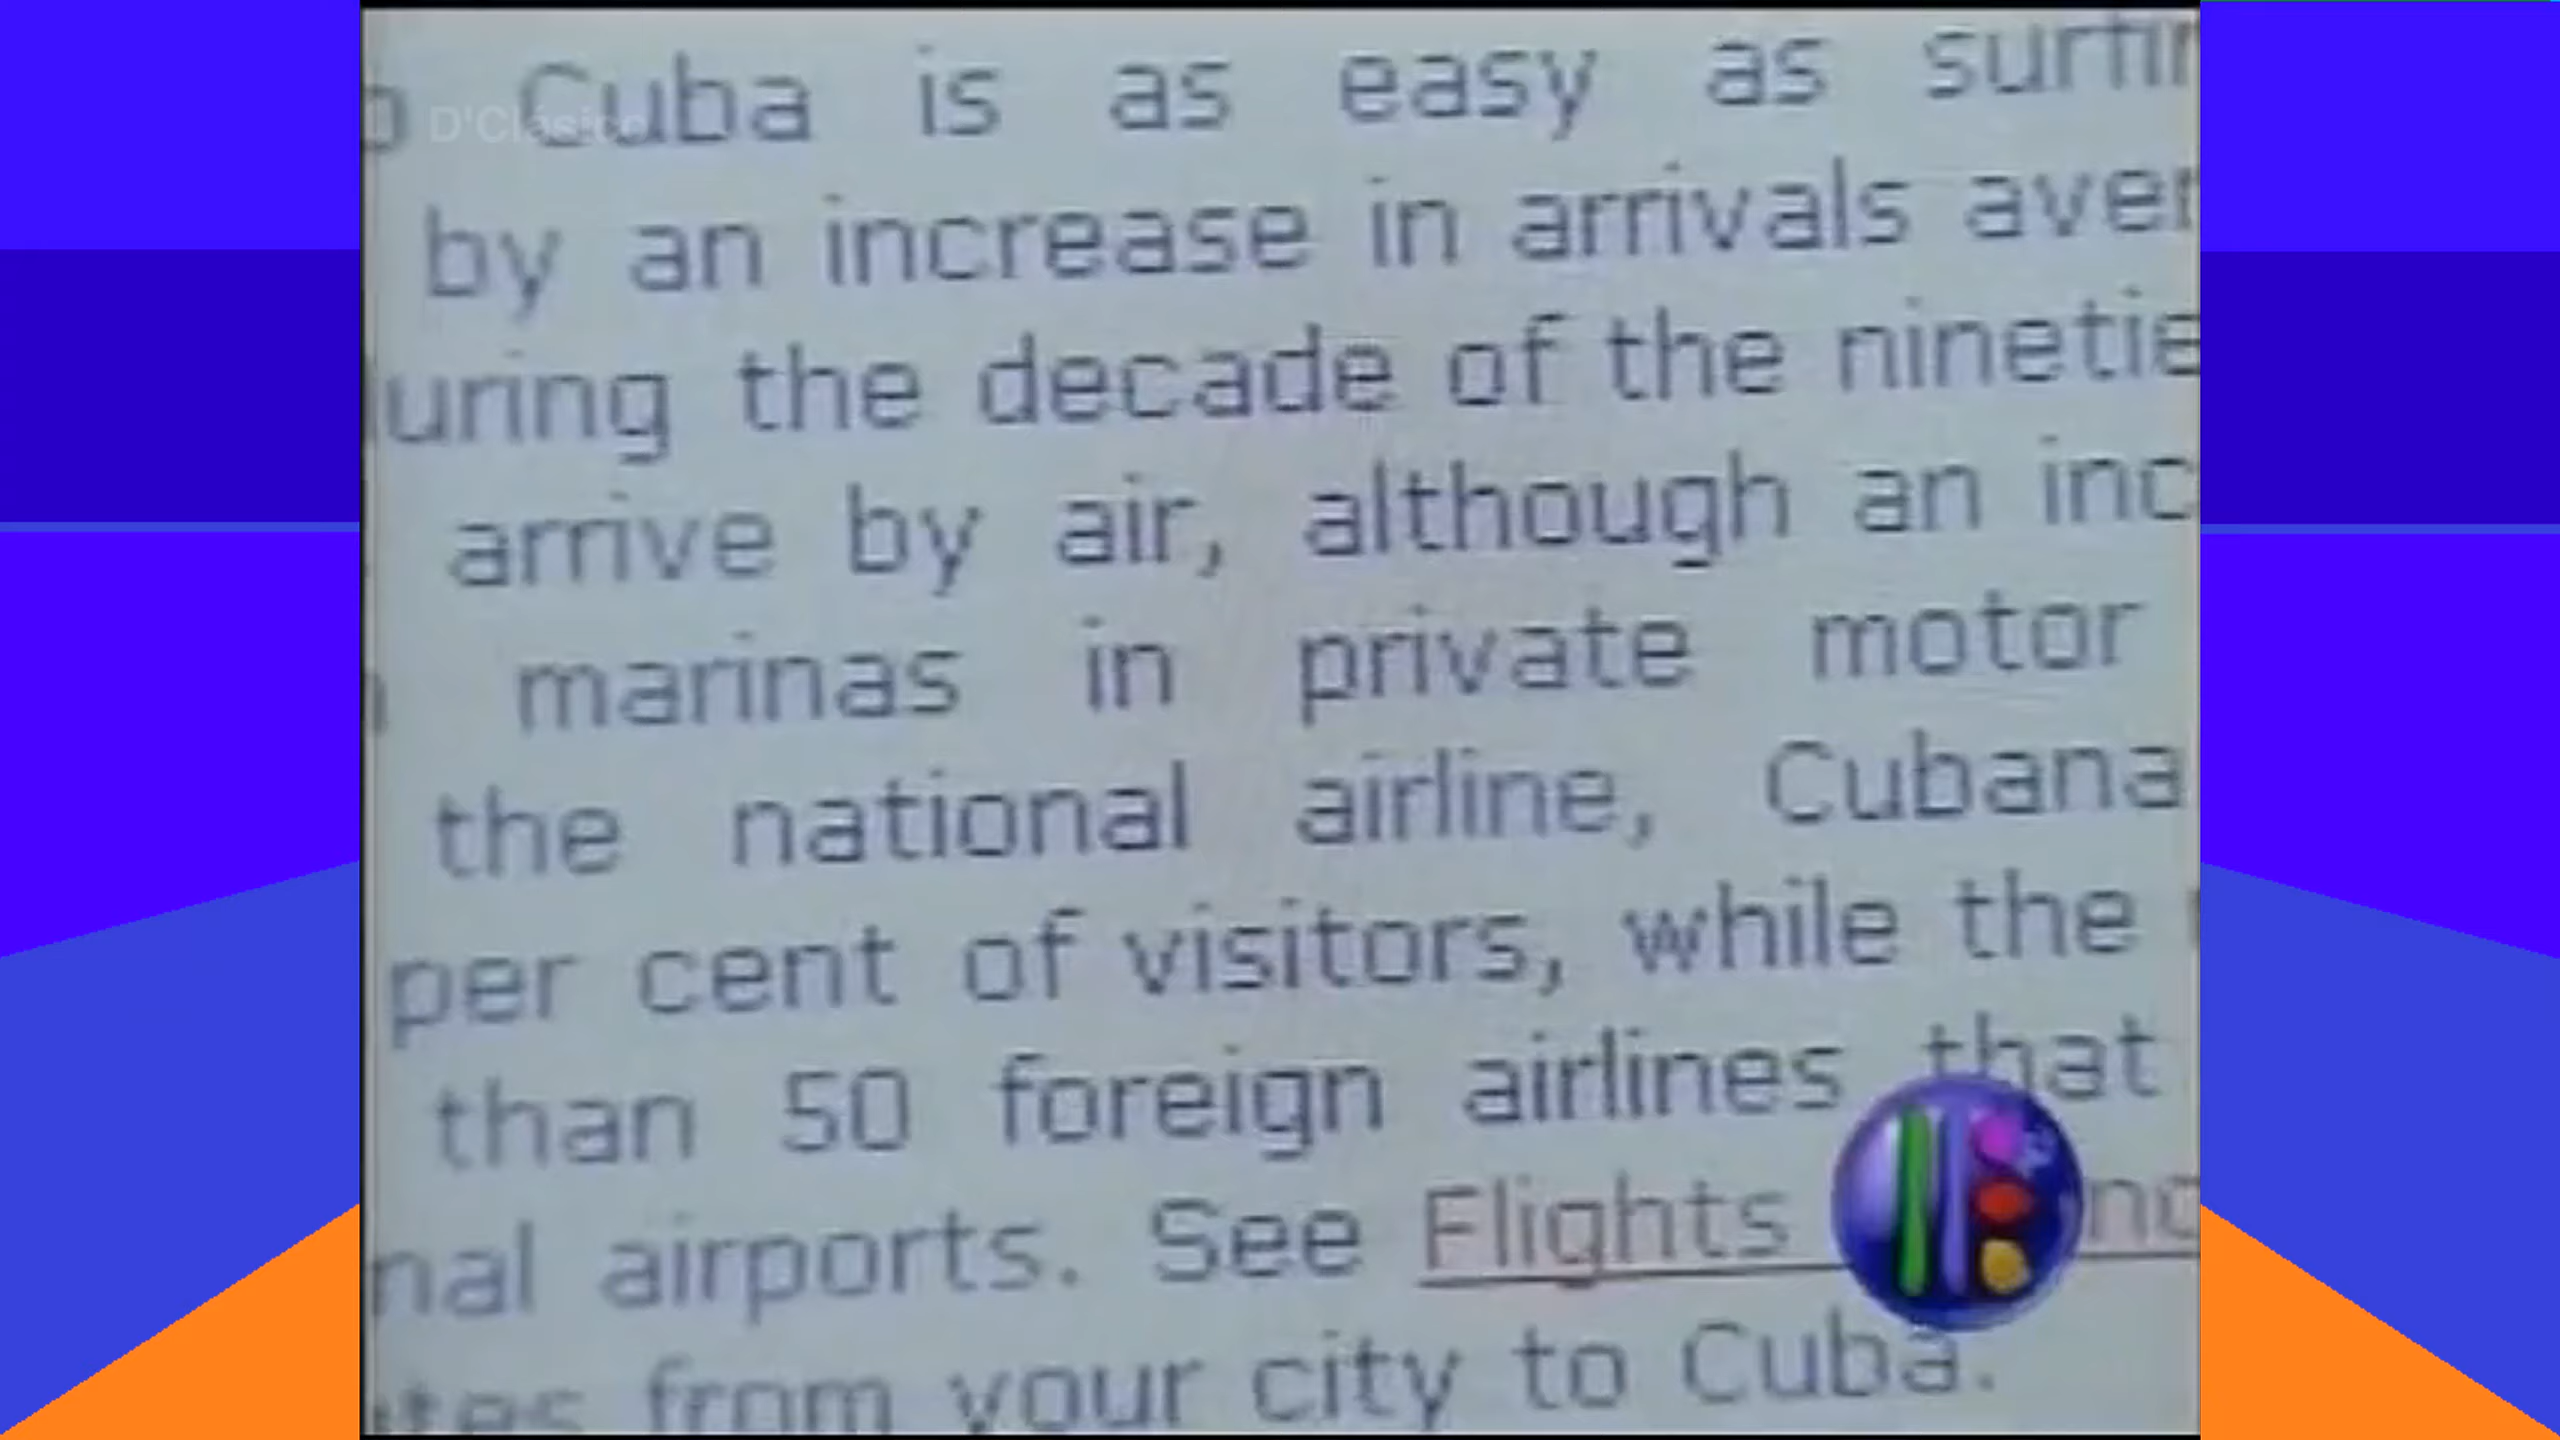 D'Clásico
Cuba is as easy as
by an increase in arrivals
the decade of the
arrive by air, although an
marinas in private motor
the national airline, Cubana
per cent of visitors, while the
than 50 foreign airlines that
airports. See Flights
from your city to Cuba.